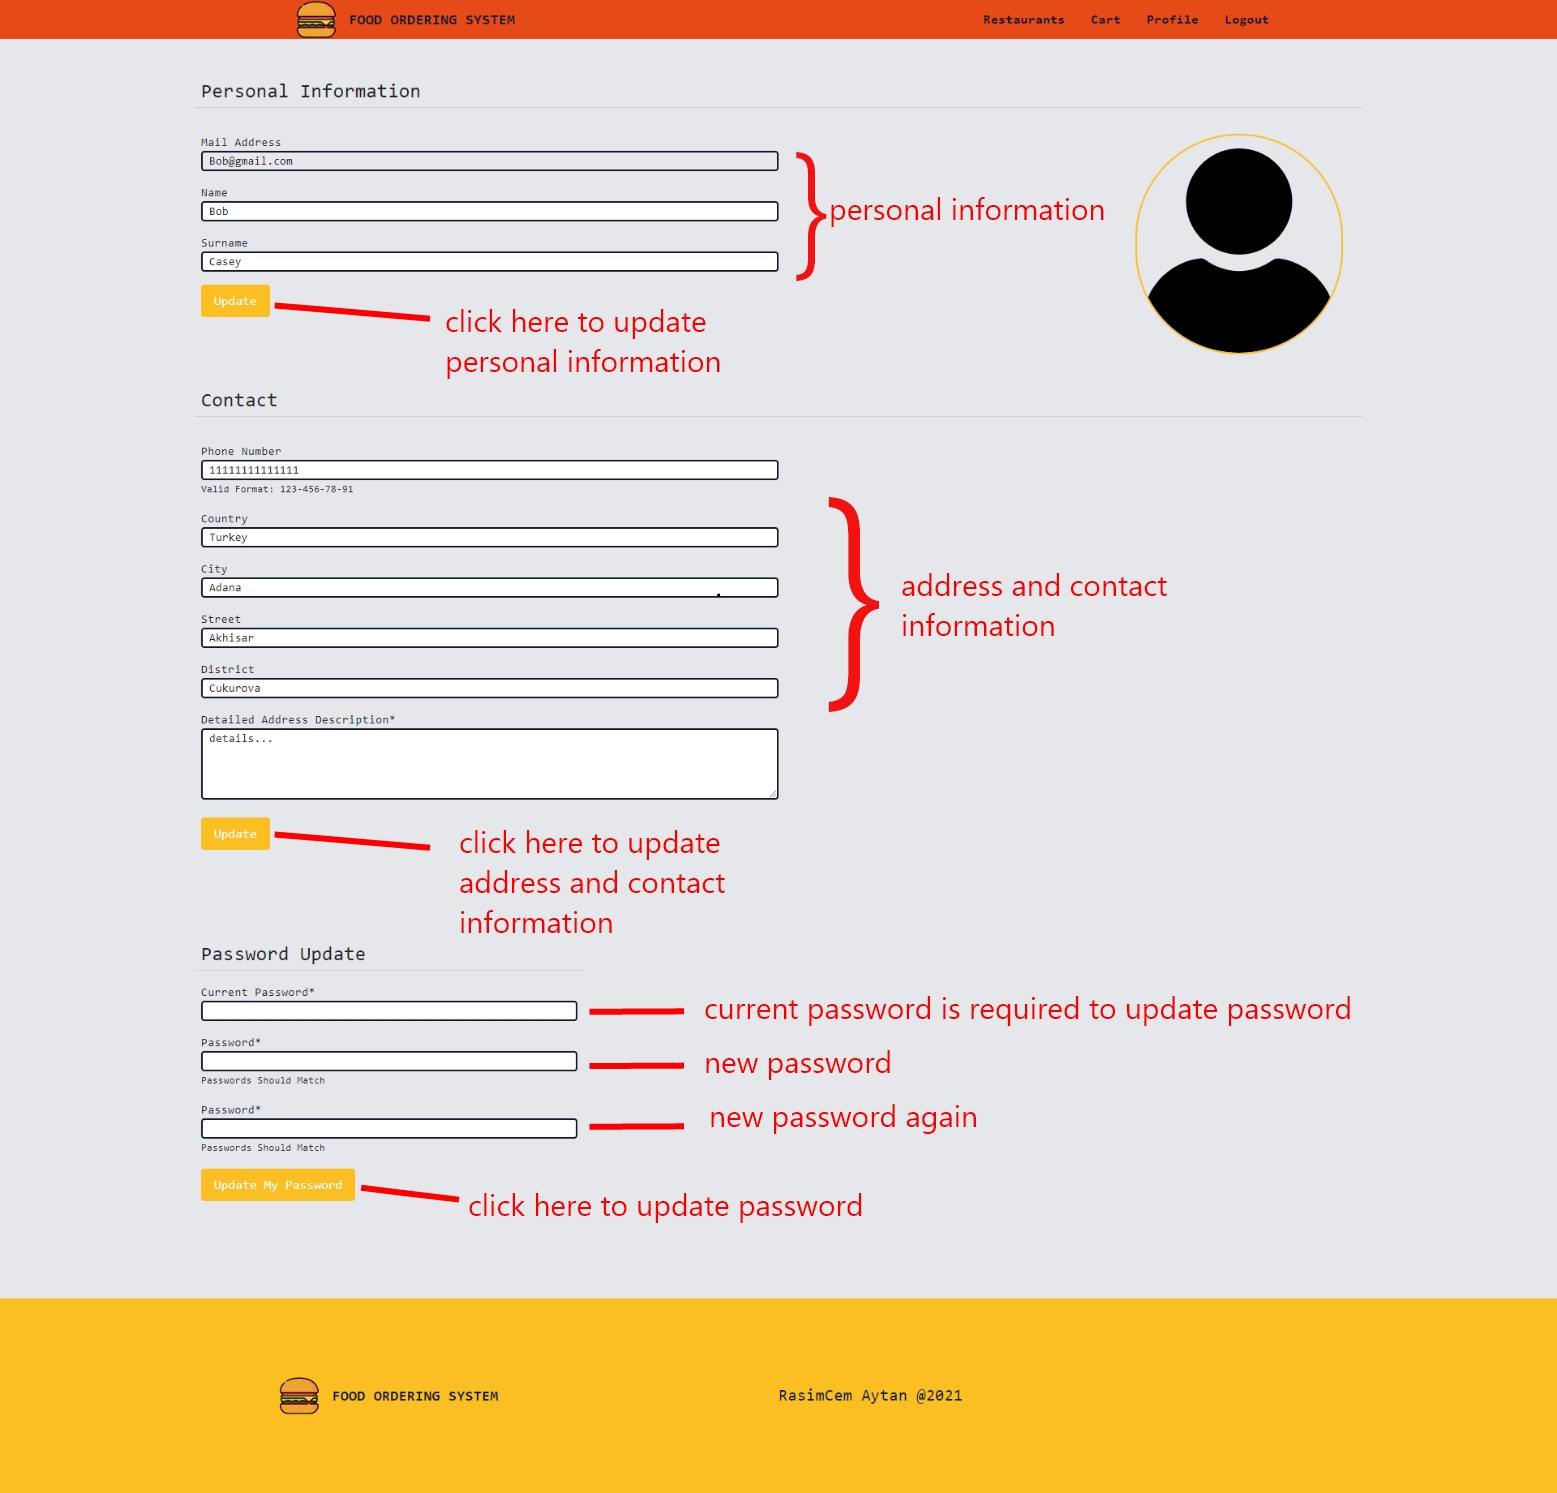 FOOD ORDERING SYSTEM
Restaurants Cart Profile Logout
Personal Information
Mail Address
Bob@gmail.com
Name
Bob
personal information
Surname
Casey
Update
click here to update
personal information
Contact
Phone Number
11111111111111
Valid Format: 123-456-78-91
Country
Turkey
City
Adana
address and contact
information
Street
Akhisar
District
Cukurova
Detailed Address Description*
details...
Update
click here to update
address and contact
information
Password Update
Current Password*
current password is required to update password
Password*
new password
Passwords Should Match
Password*
new password again
Passwords Should Match
Update My Password
click here to update password
FOOD ORDERING SYSTEM
RasimCem Aytan @2021